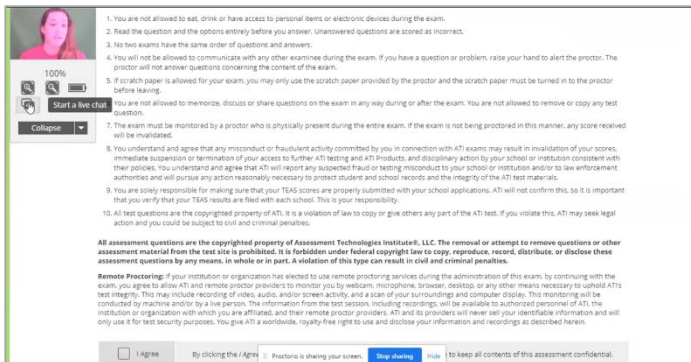 1. You are not allowed to eat, drink or have access to personal items or electronic devices during the exam.
2. Read the question and the options entirely before you answer. Unanswered questions are scored as incorrect.
3. No two exams have the same order of questions and answers.
4. You will not be allowed to communicate with any other examinee during the exam. If you have a question or problem, raise your hand to alert the proctor. The
proctor will not answer questions concerning the content of the exam.
100%
5. If scratch paper is allowed for your exam, you may only use the scratch paper provided by the proctor and the scratch paper must be turned in to the proctor
before leaving.
Start a live chat
You are not allowed to memorize, discuss or share questions on the exam in any way during or after the exam. You are not allowed to remove or copy any test
question.
Collapse
7. The exam must be monitored by a proctor who is physically present during the entire exam. If the exam is not being proctored in this manner, any score received
will be invalidated.
8. You understand and agree that any misconduct or fraudulent activity committed by you in connection with ATI exams may result in invalidation of your scores,
immediate suspension or termination of your access to further ATI testing and ATI Products, and disciplinary action by your school or institution consistent with
their policies. You understand and agree that ATI will report any suspected fraud or testing misconduct to your school or institution and/or to law enforcement
authorities and will pursue any action reasonably necessary to protect student and school records and the integrity of the ATI test materials.
9. You are solely responsible for making sure that your TEAS scores are properly submitted with your school applications. ATI will not confirm this, so it is important
that you verify that your TEAS results are filed with each school. This is your responsibility.
10. All test questions are the copyrighted property of ATI. It is a violation of law to copy or give others any part of the ATI test. If you violate this, ATI may seek legal
action and you could be subject to civil and criminal penalties.
All assessment questions are the copyrighted property of Assessment Technologies Institute®, LLC. The removal or attempt to remove questions or other
assessment material from the test site is prohibited. It is forbidden under federal copyright law to copy, reproduce, record, distribute, or disclose these
assessment questions by any means, in whole or in part. A violation of this type can result in civil and criminal penalties.
Remote Proctoring: If your institution or organization has elected to use remote proctoring services during the administration of this exam, by continuing with the
exam, you agree to allow ATI and remote proctor providers to monitor you by webcam, microphone, browser, desktop, or any other means necessary to uphold ATI's
test integrity. This may include recording of video, audio, and/or screen activity, and a scan of your surroundings and computer display. This monitoring will be
conducted by machine and/or by a live person. The information from the test session, including recordings, will be available to authorized personnel of ATI, the
institution or organization with which you are affiliated, and their remote proctor providers. ATI and its providers will never sell your identifiable information and will
only use it for test security purposes. You give ATI a worldwide, royalty-free right to use and disclose your information and recordings as described herein.
I Agree
By clicking the I Agre
Proctorio is sharing your screen.
Stop sharing
Hide
to keep all contents of this assessment confidential.